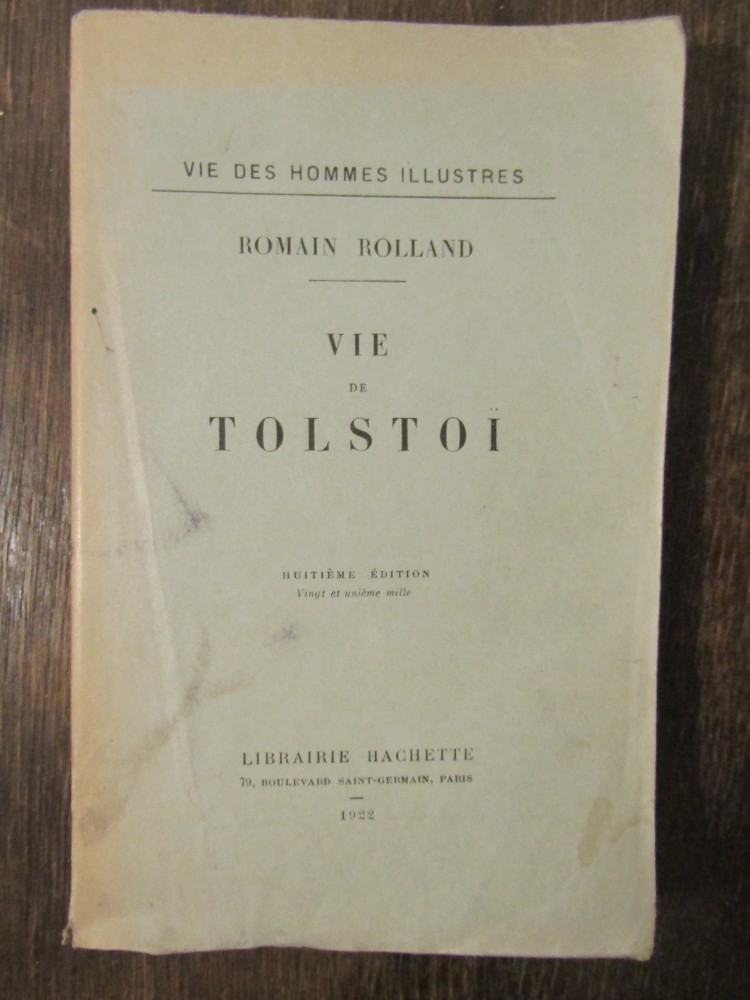 VIE DES HOMMES ILLUSTRES
ROMAIN ROLLAND
VIE
DE
TOLSTOÏ
HUITIÈME ÉDITION
Vingt et unième mille
LIBRAIRIE HACHETTE
79, BOULEVARD SAINT-GERMAIN, PARIS
1922